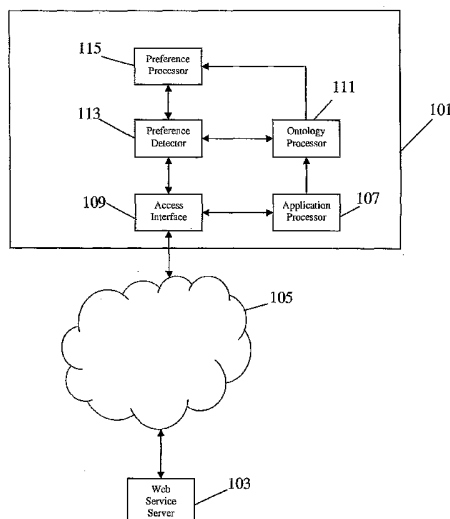 115
Preference
Processor
111
101
113
Preference
Detector
Ontology
Processor
109
Access
Interface
Application
Processor
107
105
Web
Service
Server
103